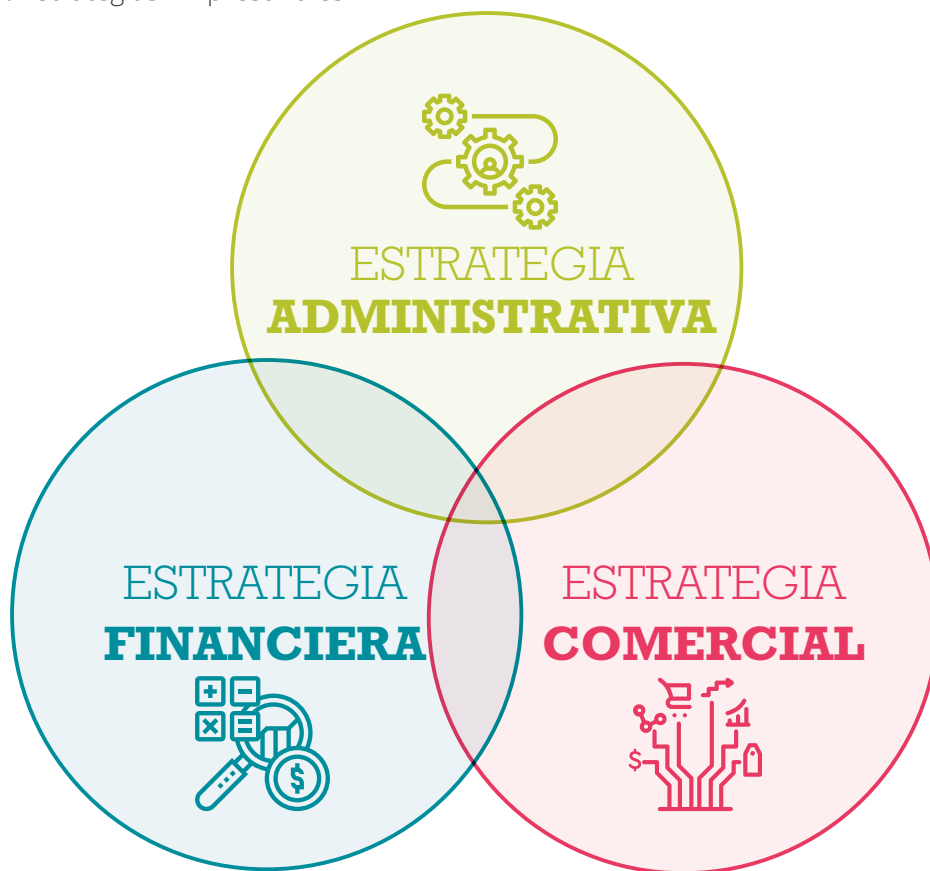 ESTRATEGIA
ADMINISTRATIVA
ESTRATEGIA
FINANCIERA
ESTRATEGIA
COMERCIAL
$
$